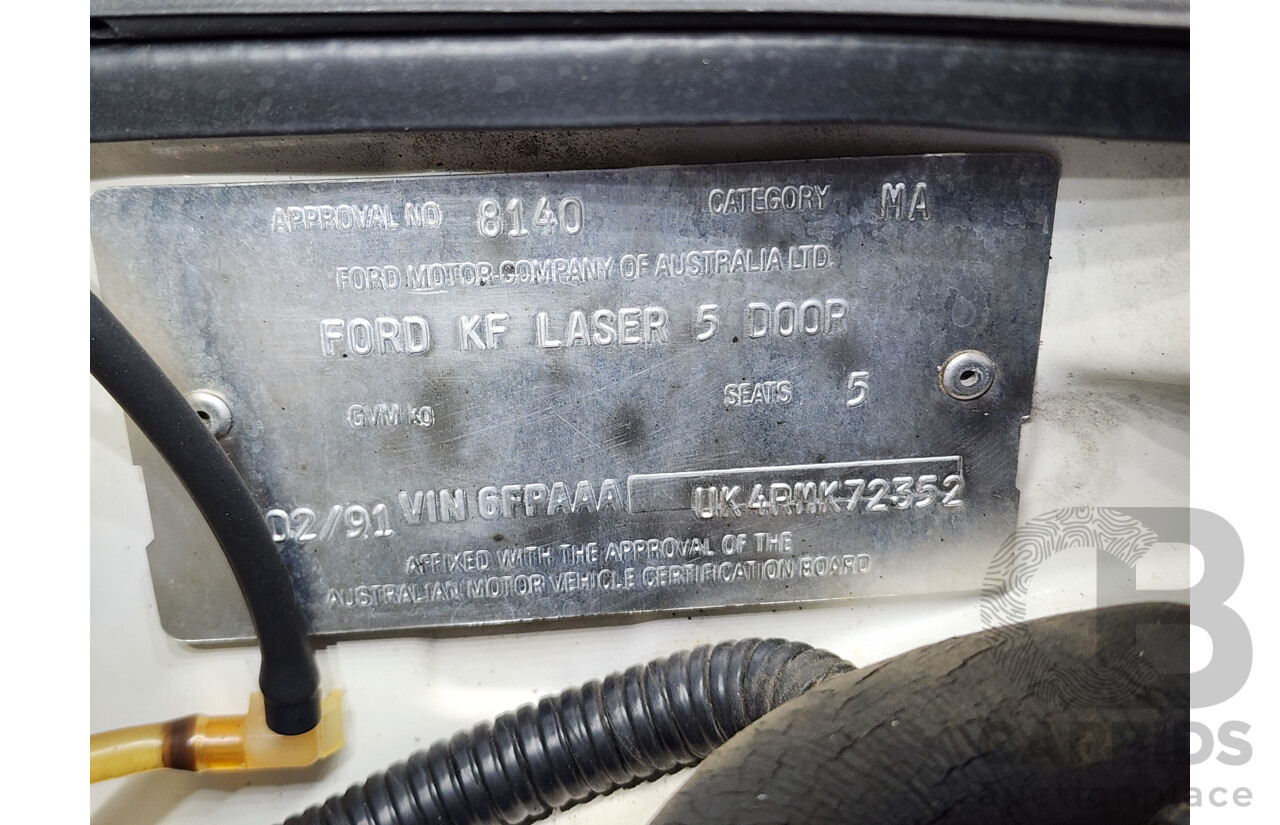 APPROVAL NO 8140 CATEGORY MA
FORD MOTOR COMPANY OF AUSTRALIA LTD.
FORD KF LASER 5 DOOR
GVM KG SEATS 5
02/91 VIN 6FPAAA UK4RMK72352
AFFIXED WITH THE APPROVAL OF THE
AUSTRALIAN MOTOR VEHICLE CERTIFICATION BOARD